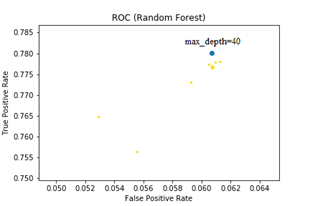 ROC (Random Forest)
max_depth=40
0.785
0.780
0.775
0.770
0.765
0.760
0.755
0.750
True Positive Rate
0.050 0.052 0.054 0.056 0.058 0.060 0.062 0.064
False Positive Rate